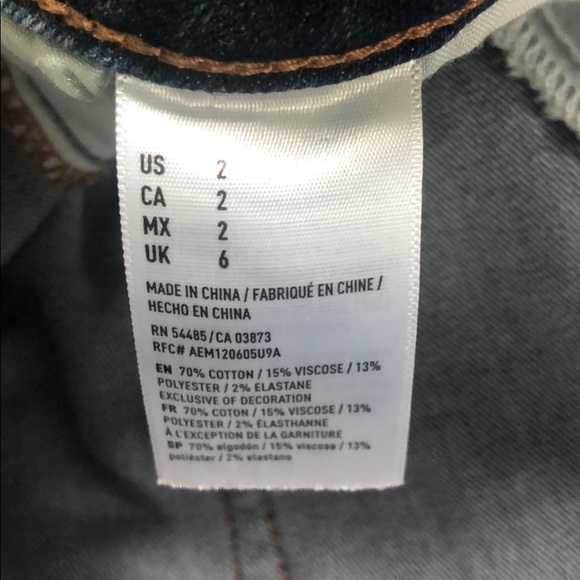 US 2
CA 2
MX 2
UK 6
MADE IN CHINA / FABRIQUÉ EN CHINE /
HECHO EN CHINA
RN 54485/CA 03873
RFC# AEM120605U9A
EN 70% COTTON / 15% VISCOSE / 13%
POLYESTER / 2% ELASTANE
EXCLUSIVE OF DECORATION
FR 70% COTON / 15% VISCOSE / 13%
POLYESTER / 2% ÉLASTHANNE
À L'EXCEPTION DE LA GARNITURE
SP 70% algodón / 15% viscosa / 13%
poliéster / 2% elastano